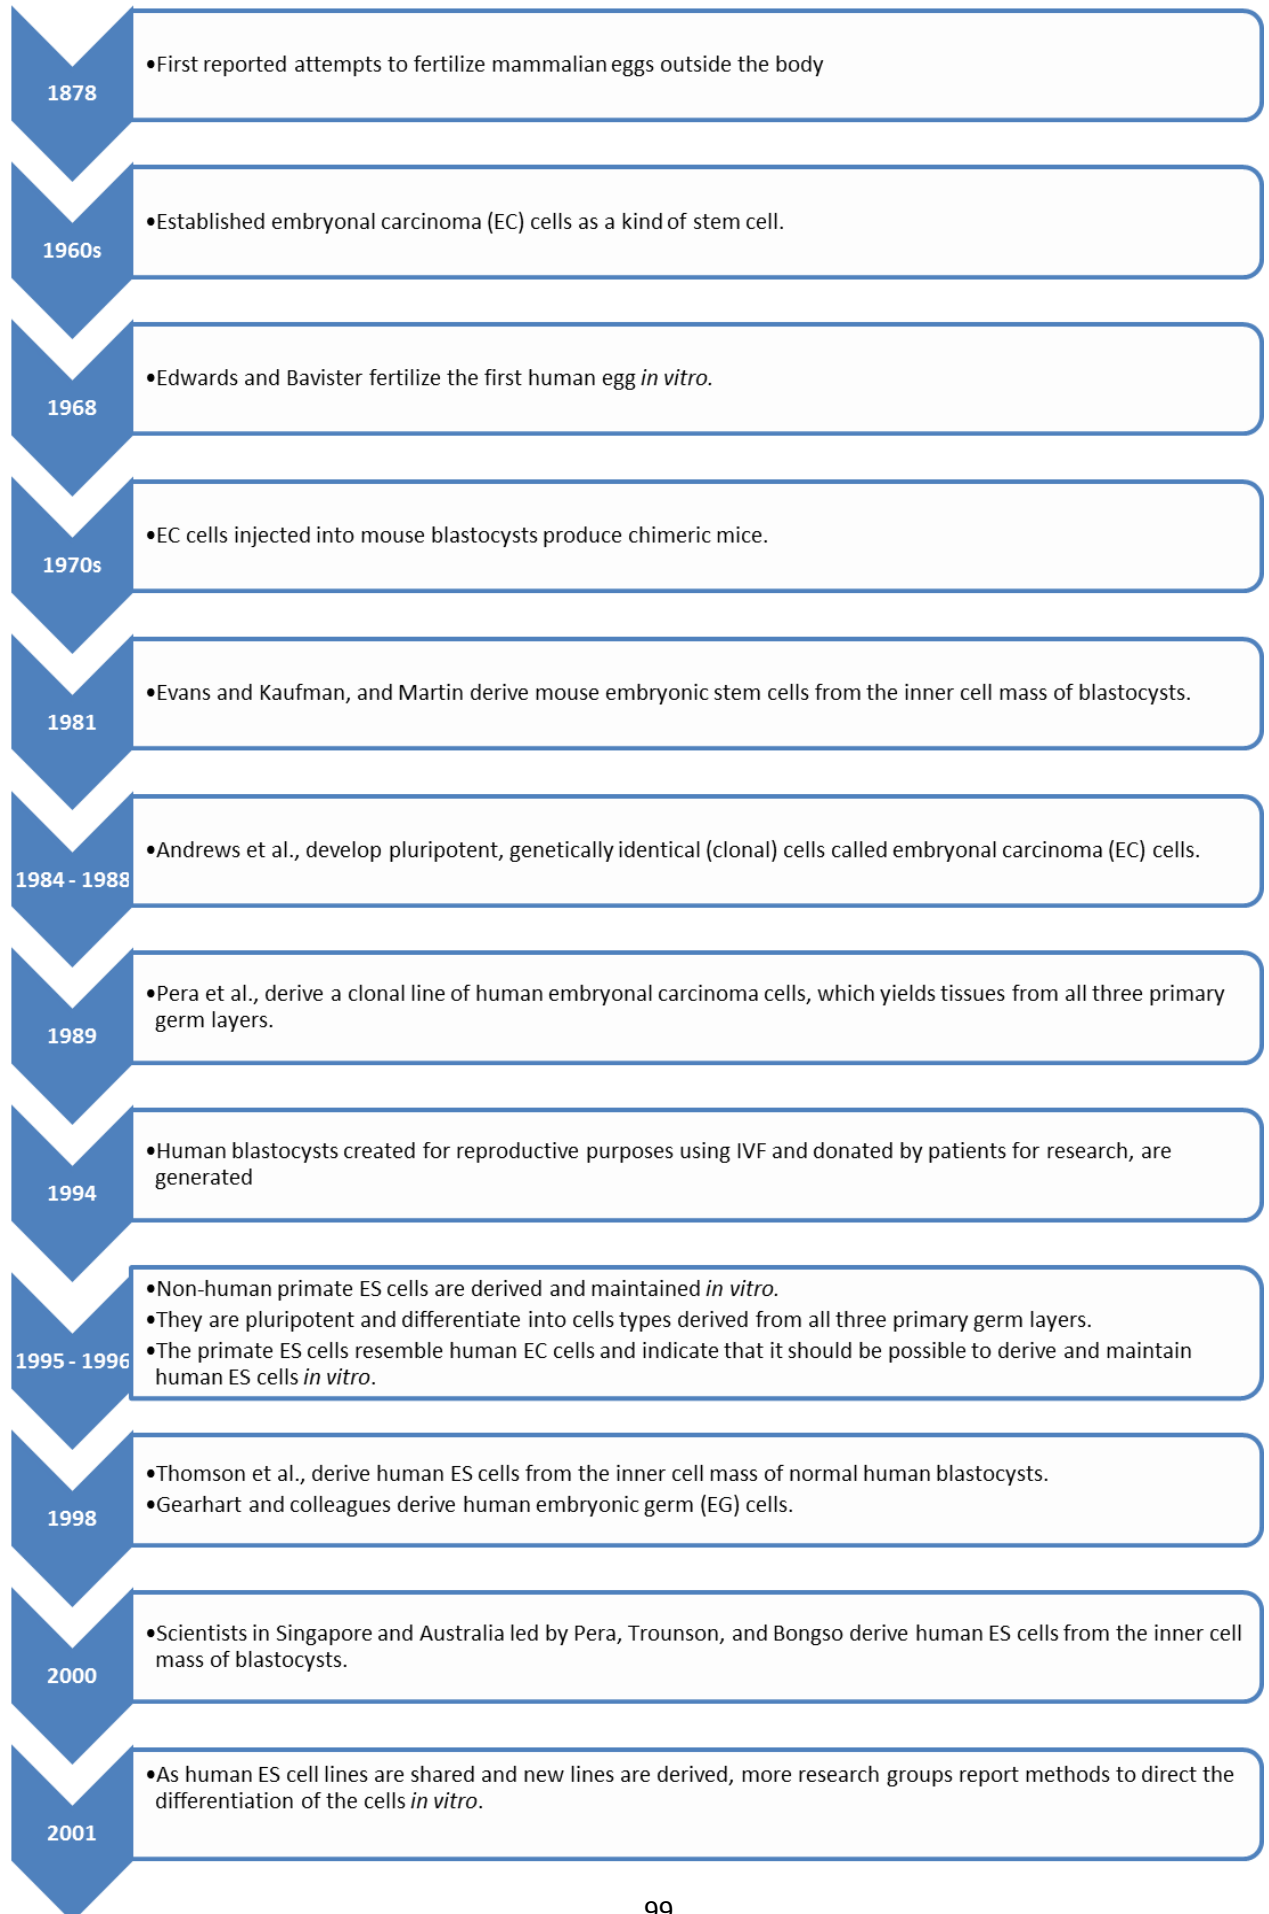 1878
•First reported attempts to fertilize mammalian eggs outside the body
1960s
•Established embryonal carcinoma (EC) cells as a kind of stem cell.
1968
•Edwards and Bavister fertilize the first human egg in vitro.
1970s
•EC cells injected into mouse blastocysts produce chimeric mice.
1981
•Evans and Kaufman, and Martin derive mouse embryonic stem cells from the inner cell mass of blastocysts.
1984 - 1988
•Andrews et al., develop pluripotent, genetically identical (clonal) cells called embryonal carcinoma (EC) cells.
1989
•Pera et al., derive a clonal line of human embryonal carcinoma cells, which yields tissues from all three primary
germ layers.
1994
•Human blastocysts created for reproductive purposes using IVF and donated by patients for research, are
generated
1995 - 1996
•Non-human primate ES cells are derived and maintained in vitro.
•They are pluripotent and differentiate into cells types derived from all three primary germ layers.
•The primate ES cells resemble human EC cells and indicate that it should be possible to derive and maintain
human ES cells in vitro.
1998
•Thomson et al., derive human ES cells from the inner cell mass of normal human blastocysts.
•Gearhart and colleagues derive human embryonic germ (EG) cells.
2000
•Scientists in Singapore and Australia led by Pera, Trounson, and Bongso derive human ES cells from the inner cell
mass of blastocysts.
2001
•As human ES cell lines are shared and new lines are derived, more research groups report methods to direct the
differentiation of the cells in vitro.
99